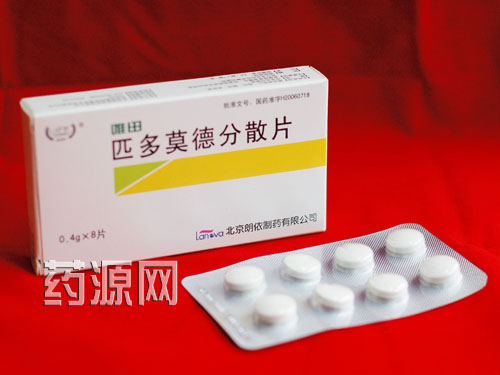 唯田
批准文号：国药准字H20060718
匹多莫德分散片
0.4g×8片
Lanova 北京朗依制药有限公司
药源网